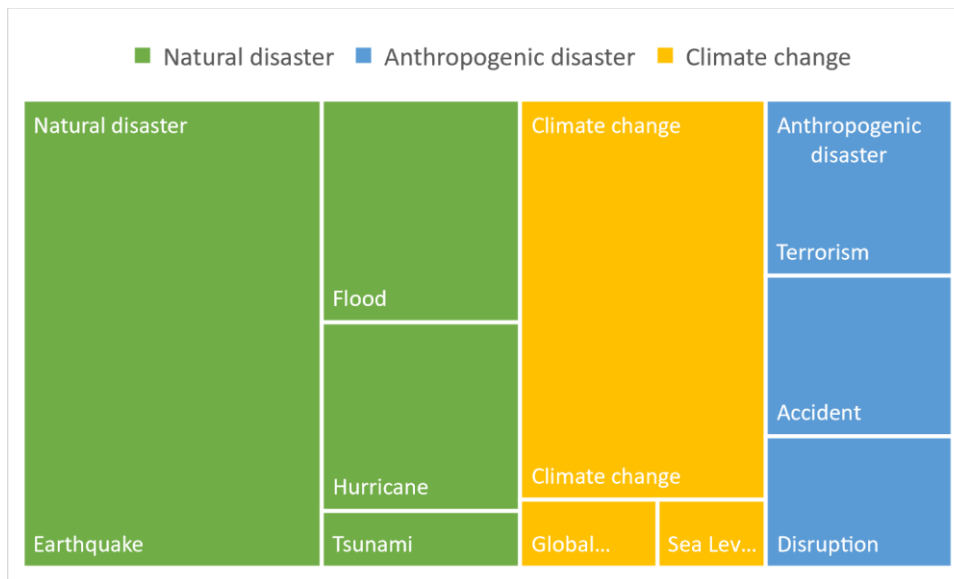 Natural disaster Anthropogenic disaster Climate change
Natural disaster
Earthquake
Flood
Hurricane
Tsunami
Climate change
Climate change
Global...
Sea Lev...
Anthropogenic
disaster
Terrorism
Accident
Disruption